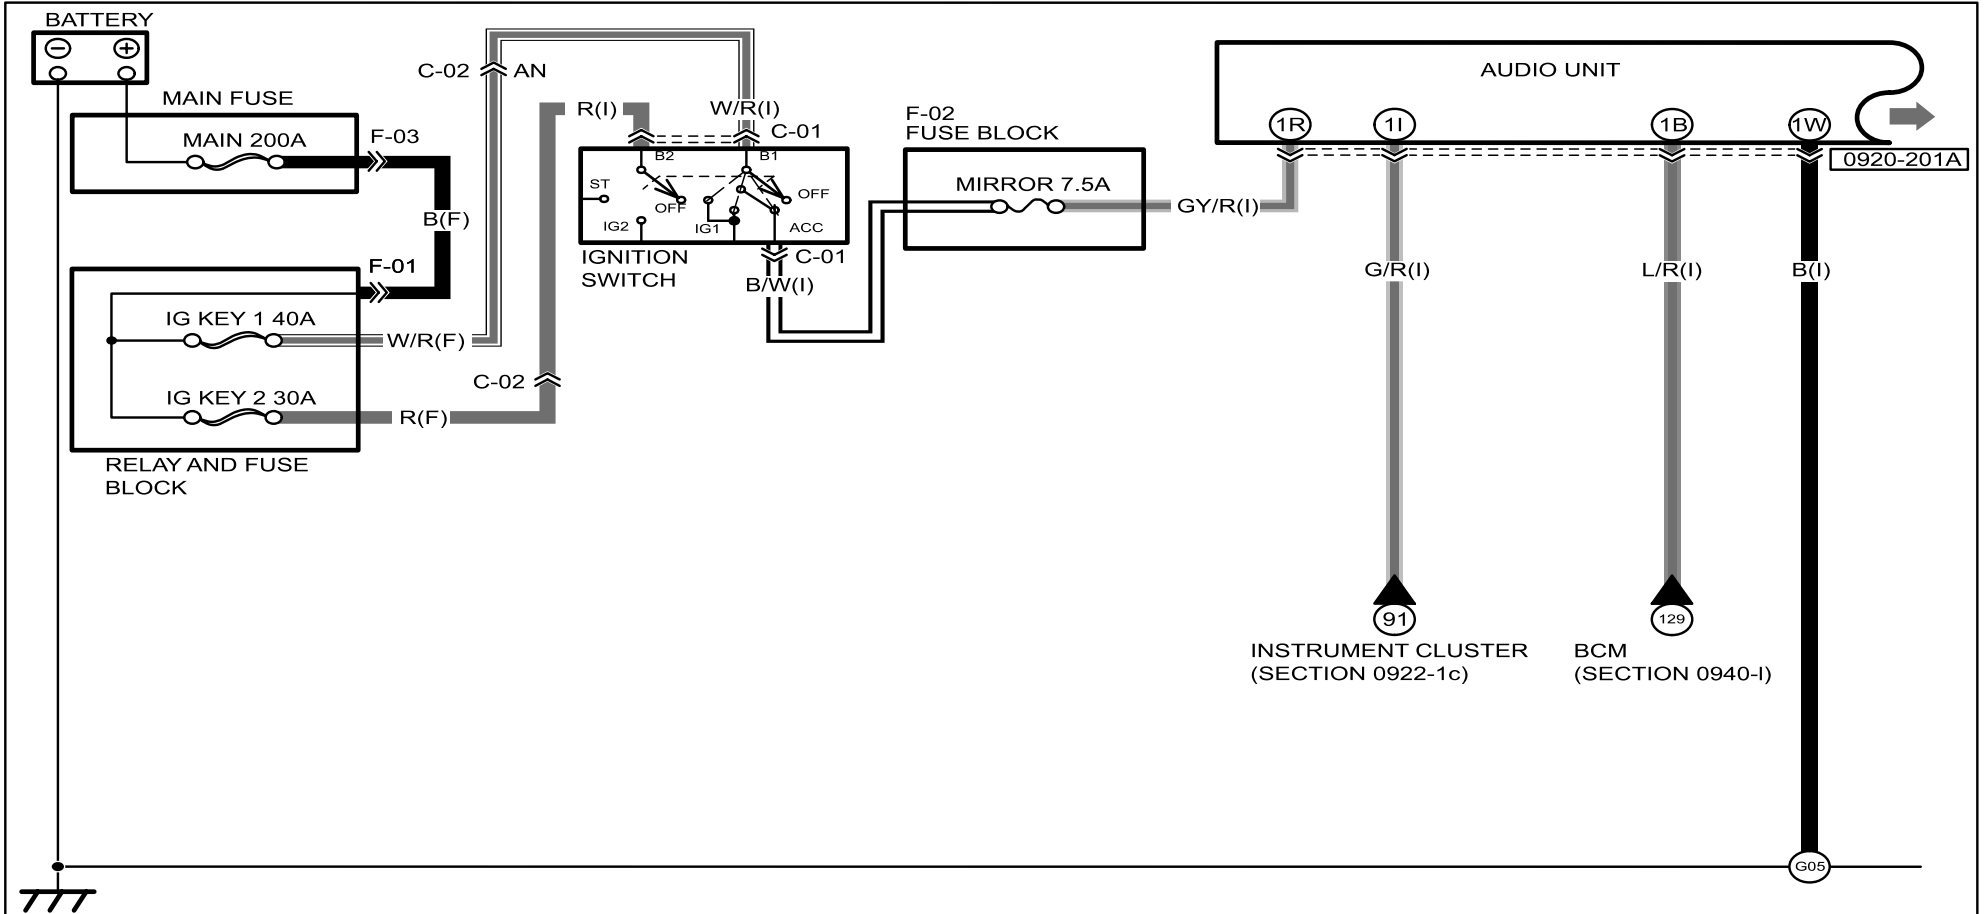 BATTERY
MAIN FUSE
MAIN 200A
F-03
B(F)
F-01
IG KEY 1 40A
W/R(F)
IG KEY 2 30A
R(F)
RELAY AND FUSE
BLOCK
C-02
AN
C-02
R(I)
W/R(I)
C-01
B2
B1
ST
OFF
OFF
IG2
IG1
ACC
IGNITION
SWITCH
C-01
B/W(I)
F-02
FUSE BLOCK
MIRROR 7.5A
GY/R(I)
AUDIO UNIT
1R
1I
1B
1W
0920-201A
G/R(I)
L/R(I)
B(I)
91
129
INSTRUMENT CLUSTER
(SECTION 0922-1c)
BCM
(SECTION 0940-I)
G05